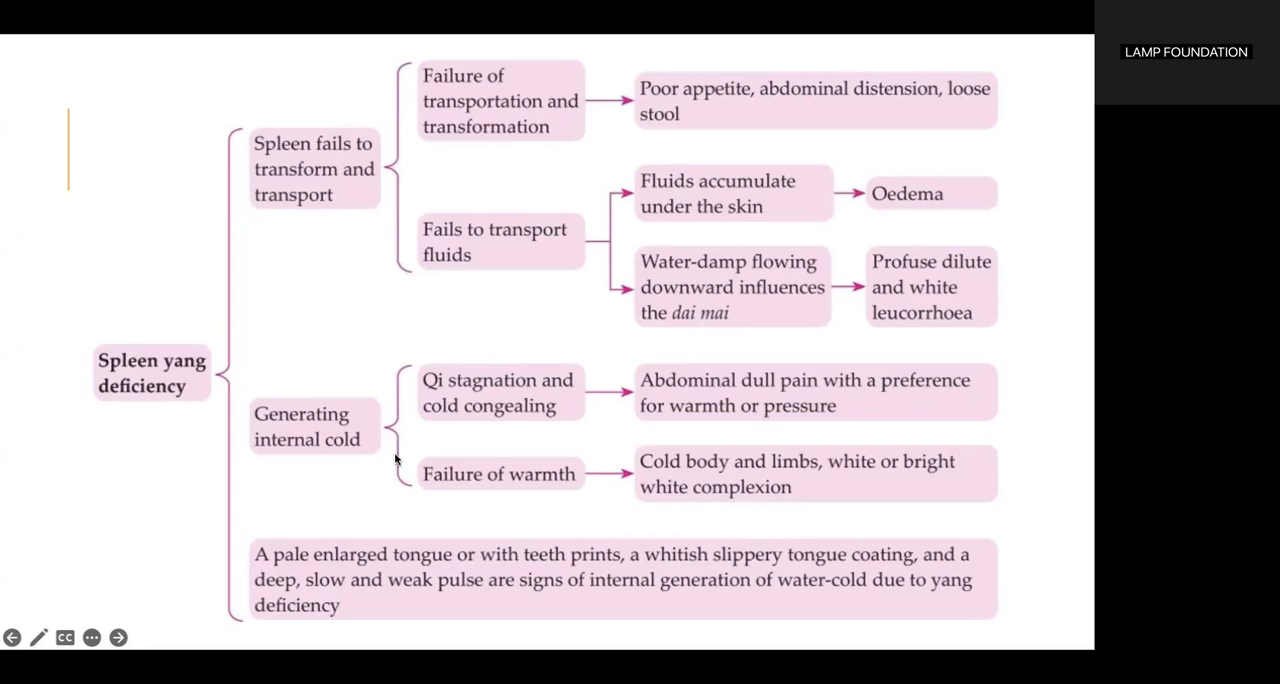 LAMP FOUNDATION
Spleen yang
deficiency
Spleen fails to
transform and
transport
Failure of
transportation and
transformation
Poor appetite, abdominal distension, loose
stool
Fails to transport
fluids
Fluids accumulate
under the skin
Oedema
Water-damp flowing
downward influences
the dai mai
Profuse dilute
and white
leucorrhoea
Generating
internal cold
Qi stagnation and
cold congealing
Abdominal dull pain with a preference
for warmth or pressure
Failure of warmth
Cold body and limbs, white or bright
white complexion
A pale enlarged tongue or with teeth prints, a whitish slippery tongue coating, and a
deep, slow and weak pulse are signs of internal generation of water-cold due to yang
deficiency
CC